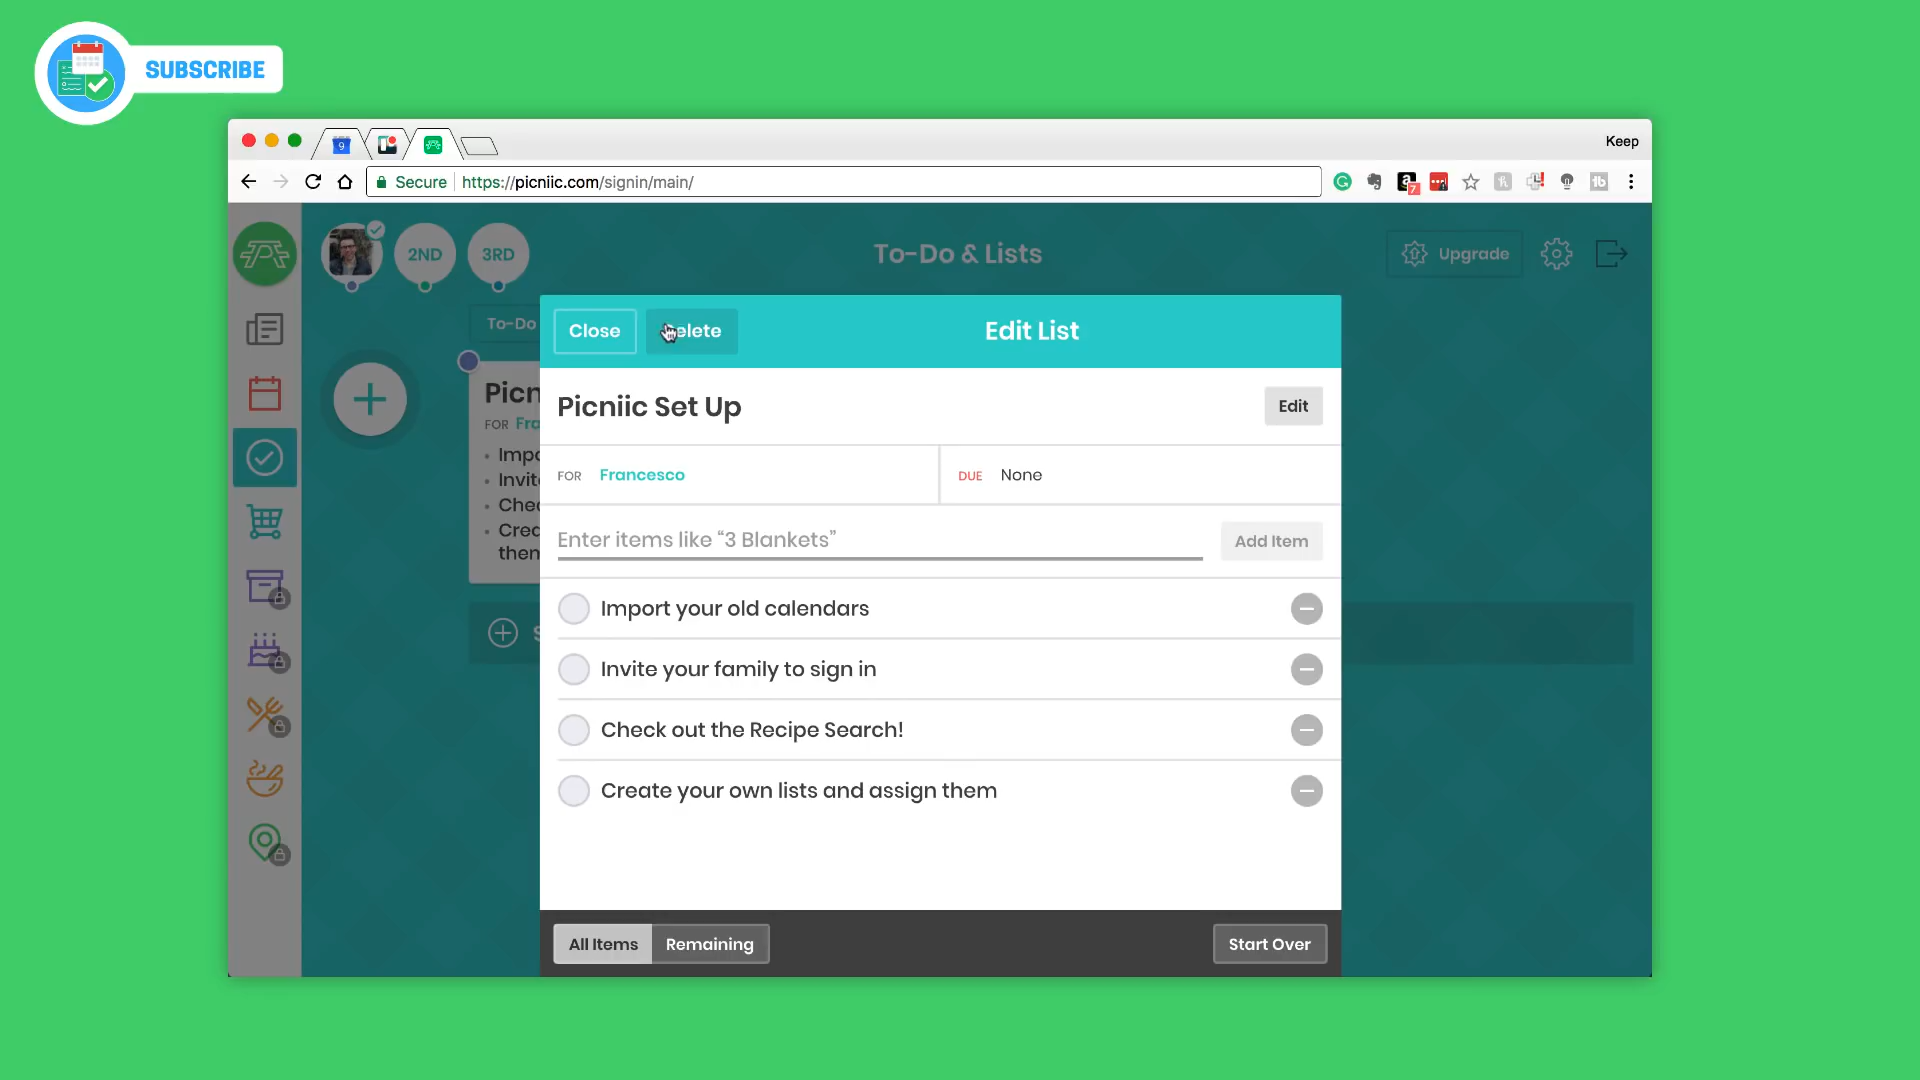 SUBSCRIBE
9
Keep
Secure
https://picniic.com/signin/main/
7
2ND
3RD
To-Do & Lists
Upgrade
To-Do
Close
Edit List
Picniic Set Up
Edit
FOR Francesco
DUE None
FOR
Enter items like “3 Blankets”
Add Item
Import your old calendars
Invite your family to sign in
Check out the Recipe Search!
Create your own lists and assign them
All Items
Remaining
Start Over